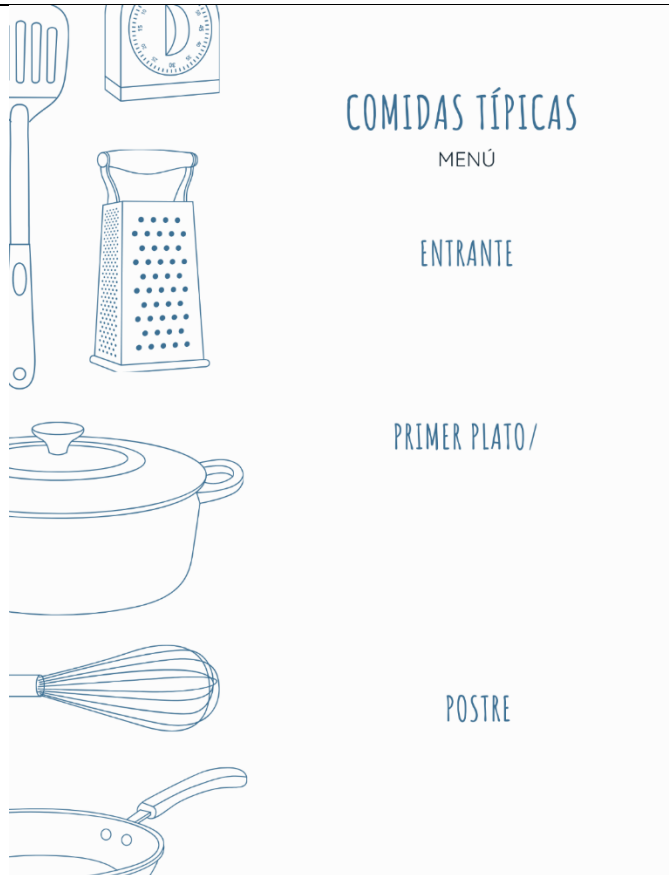 COMIDAS TÍPICAS
MENÚ
ENTRANTE
PRIMER PLATO/
POSTRE